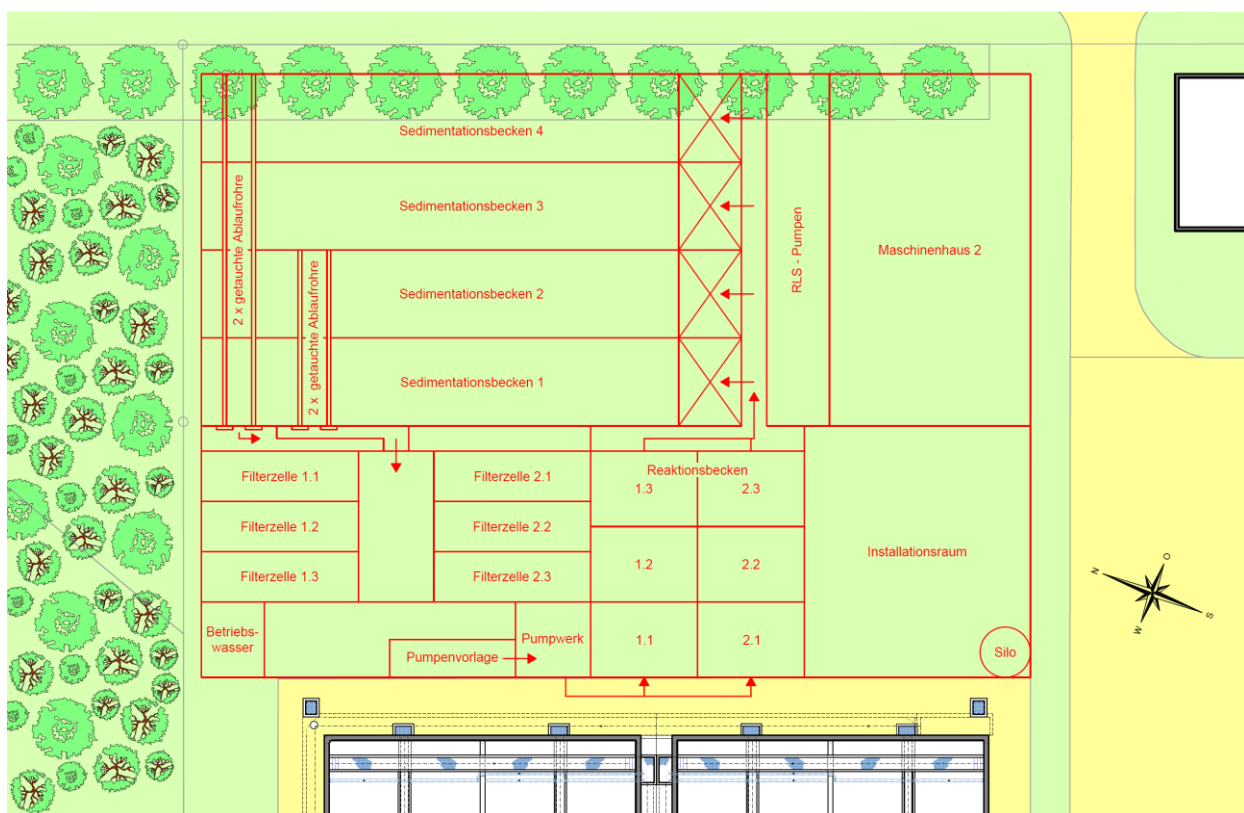 Sedimentationsbecken 4
Sedimentationsbecken 3
Sedimentationsbecken 2
Sedimentationsbecken 1
2 x getauchte Ablaufrohre
2 x getauchte Ablaufrohre
RLS - Pumpen
Maschinenhaus 2
Filterzelle 1.1
Filterzelle 1.2
Filterzelle 1.3
Filterzelle 2.1
Filterzelle 2.2
Filterzelle 2.3
Reaktionsbecken
1.3
2.3
1.2
2.2
1.1
2.1
Installationsraum
Betriebs-
wasser
Pumpenvorlage
Pumpwerk
Silo
N
O
W
S